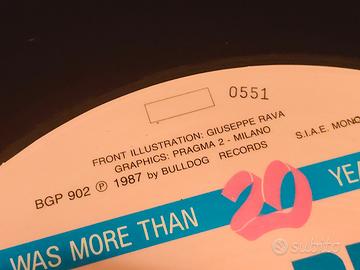 0551
FRONT ILLUSTRATION: GIUSEPPE RAVA
GRAPHICS: PRAGMA 2 - MILANO
S.I.A.E. MONO
BGP 902 Ⓟ 1987 by BULLDOG RECORDS
WAS MORE THAN 20 YEA
subito